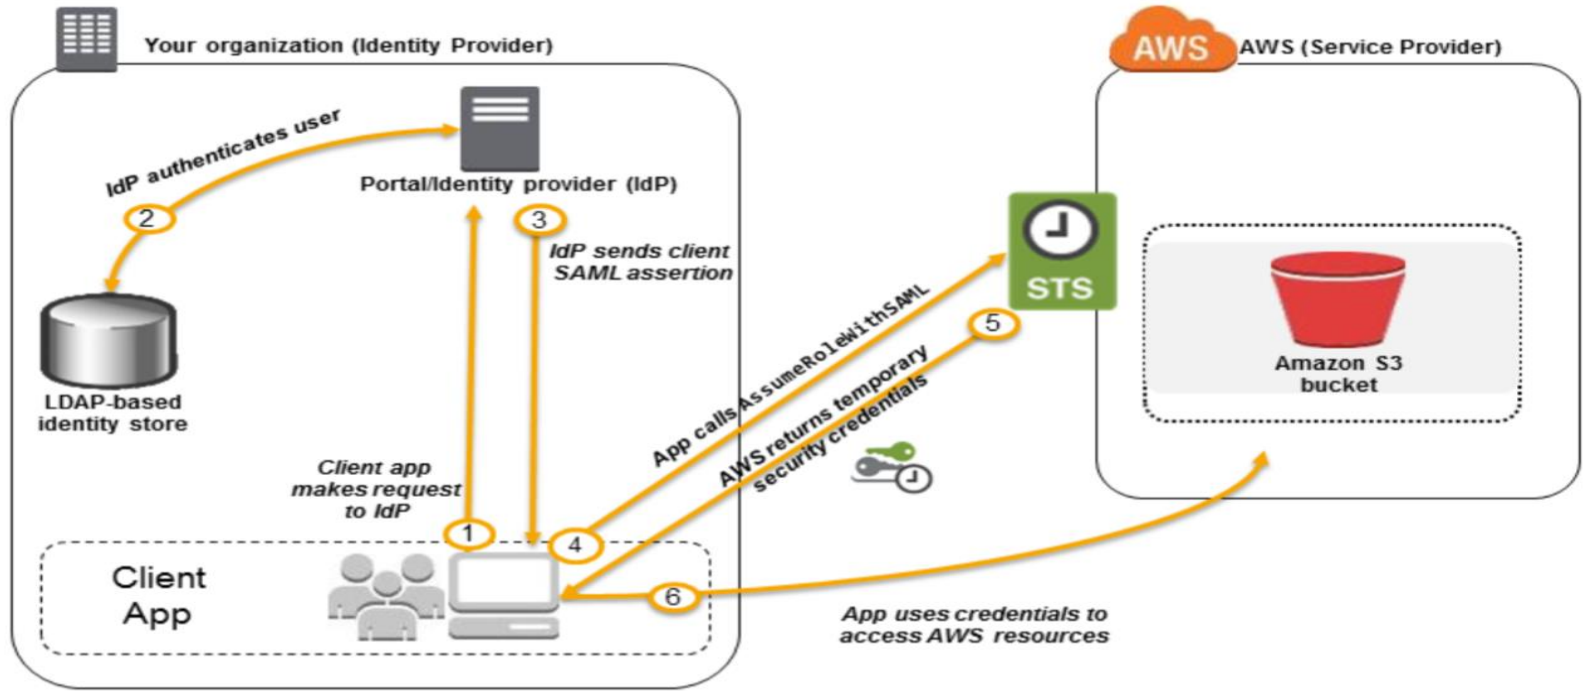 Your organization (Identity Provider)
AWS
AWS (Service Provider)
IdP authenticates user
Portal/Identity provider (IdP)
2
3
IdP sends client
SAML assertion
STS
5
Amazon S3
bucket
LDAP-based
identity store
App calls AssumeRoleWithSAML
AWS returns temporary
security credentials
Client app
makes request
to IdP
1
4
Client
App
6
App uses credentials to
access AWS resources